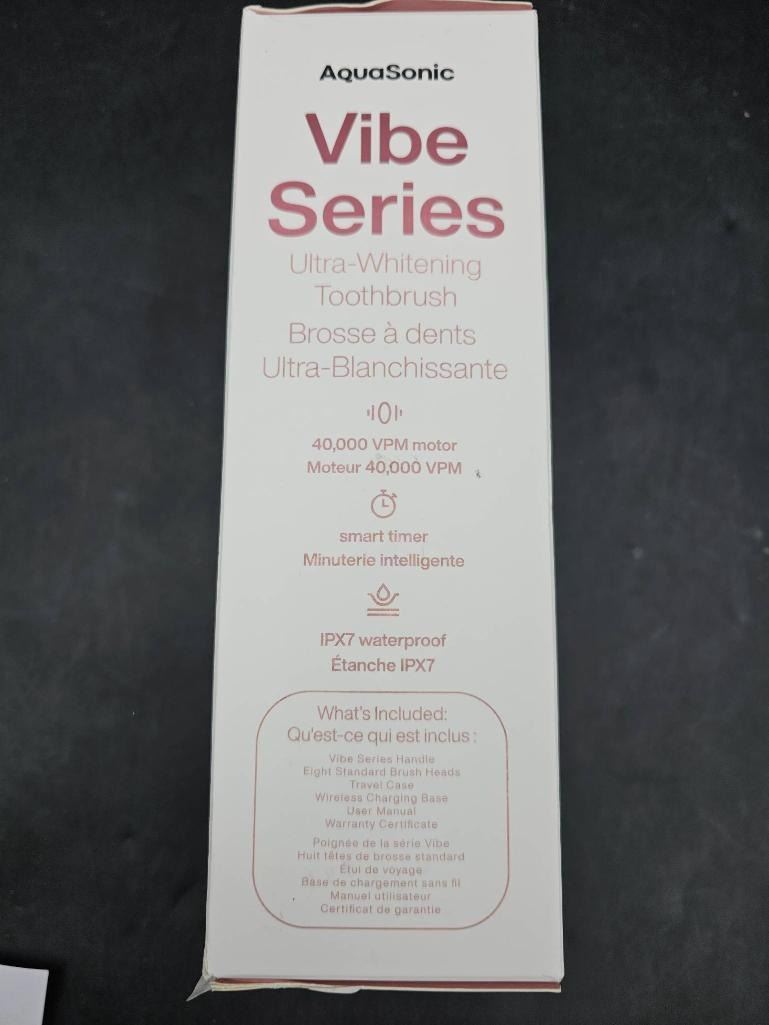 AquaSonic
Vibe
Series
Ultra-Whitening
Toothbrush
Brosse à dents
Ultra-Blanchissante
40,000 VPM motor
Moteur 40,000 VPM
smart timer
Minuterie intelligente
IPX7 waterproof
Étanche IPX7
What's Included:
Qu'est-ce qui est inclus :
Vibe Series Handle
Eight Standard Brush Heads
Travel Case
Wireless Charging Base
User Manual
Warranty Certificate
Poignée de la série Vibe
Huit têtes de brosse standard
Étui de voyage
Base de chargement sans fil
Manuel utilisateur
Certificat de garantie